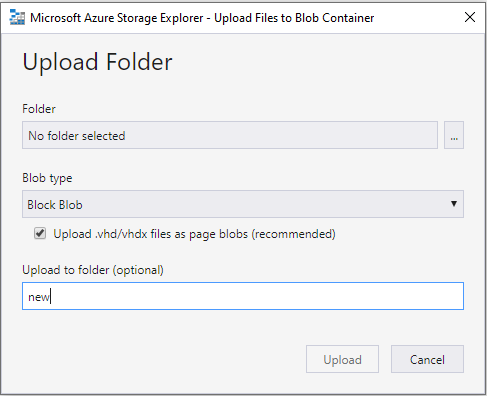 Microsoft Azure Storage Explorer - Upload Files to Blob Container
Upload Folder
Folder
No folder selected
...
Blob type
Block Blob
Upload .vhd/vhdx files as page blobs (recommended)
Upload to folder (optional)
new
Upload
Cancel